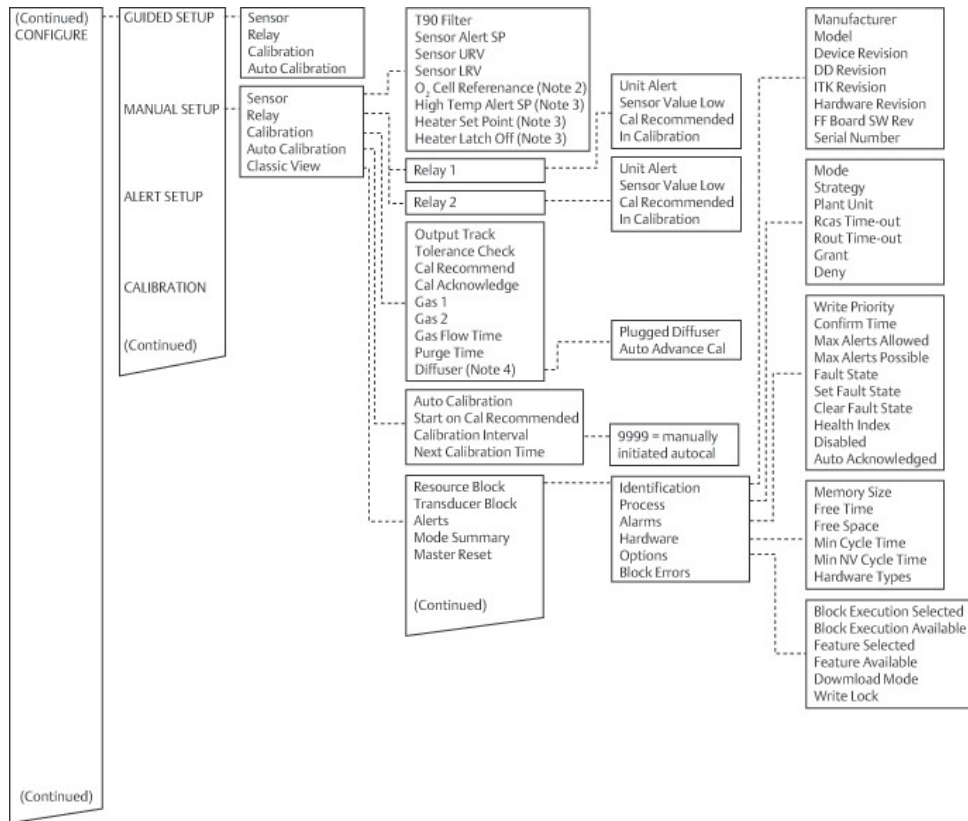 (Continued)
CONFIGURE
(Continued)
GUIDED SETUP
MANUAL SETUP
ALERT SETUP
CALIBRATION
(Continued)
Sensor
Relay
Calibration
Auto Calibration
Sensor
Relay
Calibration
Auto Calibration
Classic View
T90 Filter
Sensor Alert SP
Sensor URV
Sensor LRV
O₂ Cell Referenance (Note 2)
High Temp Alert SP (Note 3)
Heater Set Point (Note 3)
Heater Latch Off (Note 3)
Relay 1
Relay 2
Output Track
Tolerance Check
Cal Recommend
Cal Acknowledge
Gas 1
Gas 2
Gas Flow Time
Purge Time
Diffuser (Note 4)
Auto Calibration
Start on Cal Recommended
Calibration Interval
Next Calibration Time
Resource Block
Transducer Block
Alerts
Mode Summary
Master Reset
(Continued)
Unit Alert
Sensor Value Low
Cal Recommended
In Calibration
Unit Alert
Sensor Value Low
Cal Recommended
In Calibration
Plugged Diffuser
Auto Advance Cal
9999 = manually
initiated autocal
Identification
Process
Alarms
Hardware
Options
Block Errors
Manufacturer
Model
Device Revision
DD Revision
ITK Revision
Hardware Revision
FF Board SW Rev
Serial Number
Mode
Strategy
Plant Unit
Rcas Time-out
Rout Time-out
Grant
Deny
Write Priority
Confirm Time
Max Alerts Allowed
Max Alerts Possible
Fault State
Set Fault State
Clear Fault State
Health Index
Disabled
Auto Acknowledged
Memory Size
Free Time
Free Space
Min Cycle Time
Min NV Cycle Time
Hardware Types
Block Execution Selected
Block Execution Available
Feature Selected
Feature Available
Dowmload Mode
Write Lock